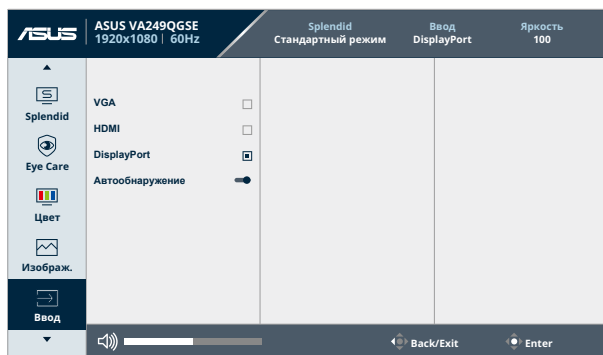 ASUS
ASUS VA249QGSE
1920x1080 | 60Hz
Splendid
Стандартный режим
Ввод
DisplayPort
Яркость
100
Splendid
Eye Care
Цвет
Изображ.
Ввод
VGA
HDMI
DisplayPort
Автообнаружение
Back/Exit
Enter